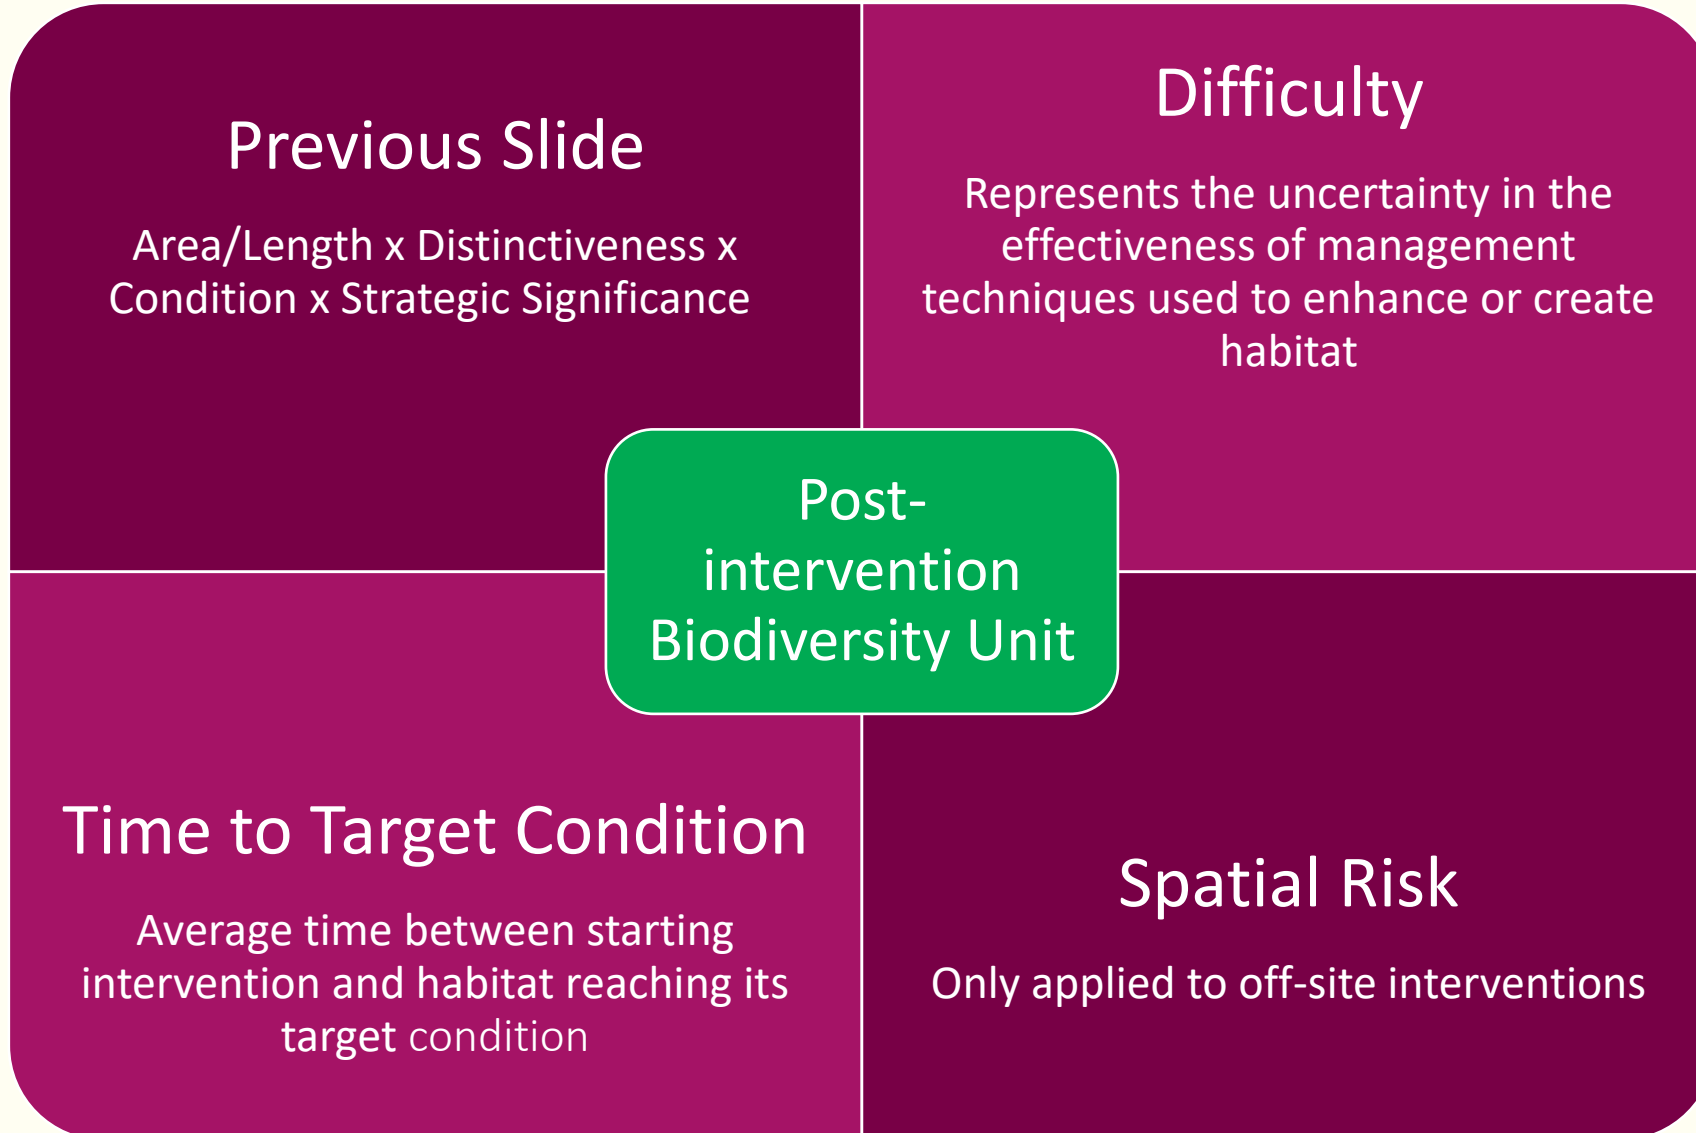 Previous Slide
Area/Length x Distinctiveness x
Condition x Strategic Significance
Difficulty
Represents the uncertainty in the
effectiveness of management
techniques used to enhance or create
habitat
Post-
intervention
Biodiversity Unit
Time to Target Condition
Average time between starting
intervention and habitat reaching its
target condition
Spatial Risk
Only applied to off-site interventions